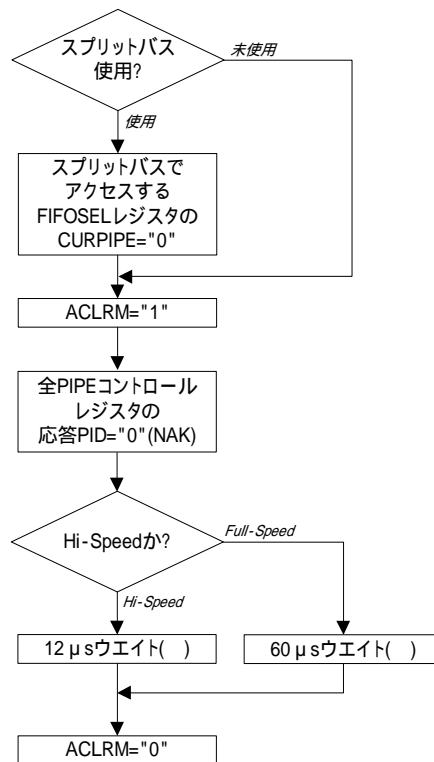 スプリットバス
使用?
未使用
使用
スプリットバスで
アクセスする
FIFOSELレジスタの
CURPIPE="0"
ACLRM="1"
全PIPEコントロール
レジスタの
応答PID="0"(NAK)
Hi-Speedか?
Full-Speed
Hi-Speed
12μsウエイト( )
60μsウエイト( )
ACLRM="0"